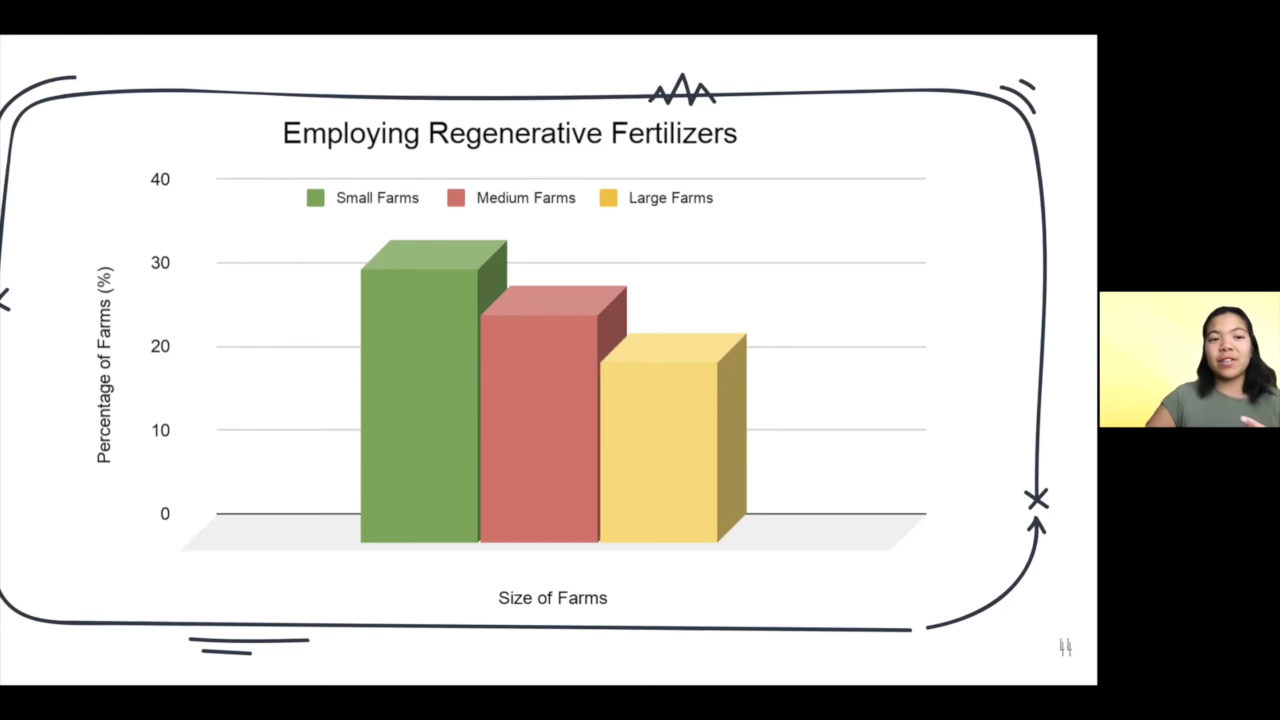 Employing Regenerative Fertilizers
40
Small Farms Medium Farms Large Farms
30
20
10
0
Percentage of Farms (%)
Size of Farms
44